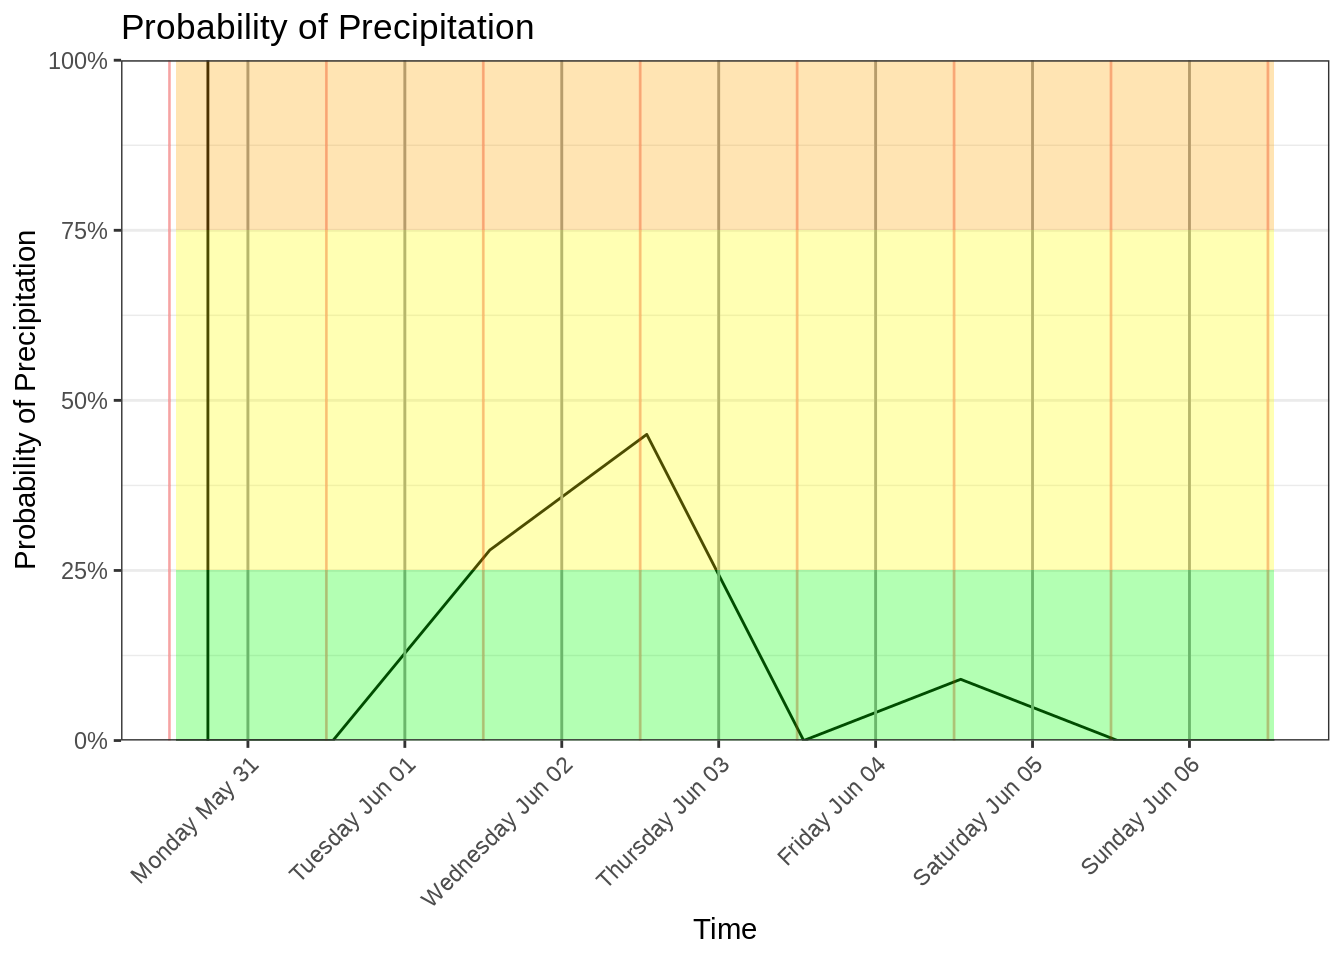 Probability of Precipitation
Probability of Precipitation
100%
75%
50%
25%
0%
Monday May 31
Tuesday Jun 01
Wednesday Jun 02
Thursday Jun 03
Friday Jun 04
Saturday Jun 05
Sunday Jun 06
Time